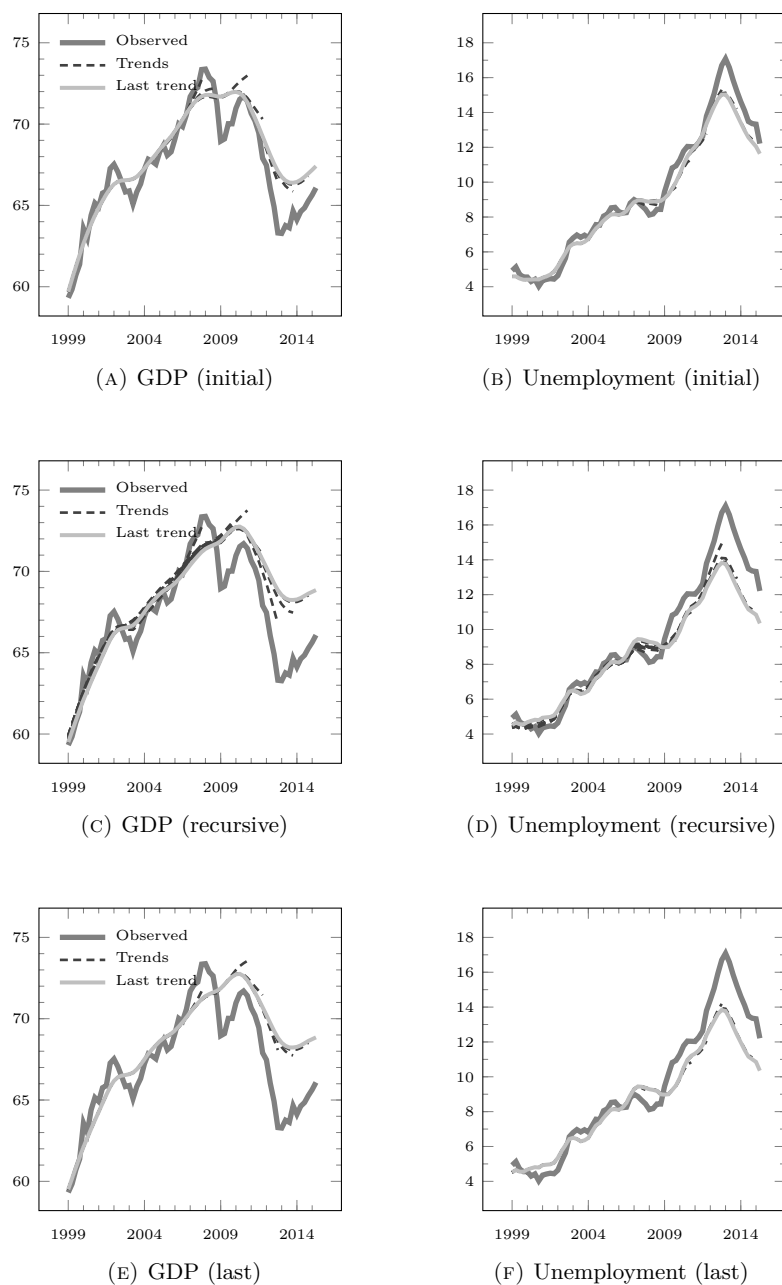 75
Observed
Trends
Last trend
70
65
60
1999 2004 2009 2014
(A) GDP (initial)
18
16
14
12
10
8
6
4
1999 2004 2009 2014
(B) Unemployment (initial)
75
Observed
Trends
Last trend
70
65
60
1999 2004 2009 2014
(C) GDP (recursive)
18
16
14
12
10
8
6
4
1999 2004 2009 2014
(D) Unemployment (recursive)
75
Observed
Trends
Last trend
70
65
60
1999 2004 2009 2014
(E) GDP (last)
18
16
14
12
10
8
6
4
1999 2004 2009 2014
(F) Unemployment (last)